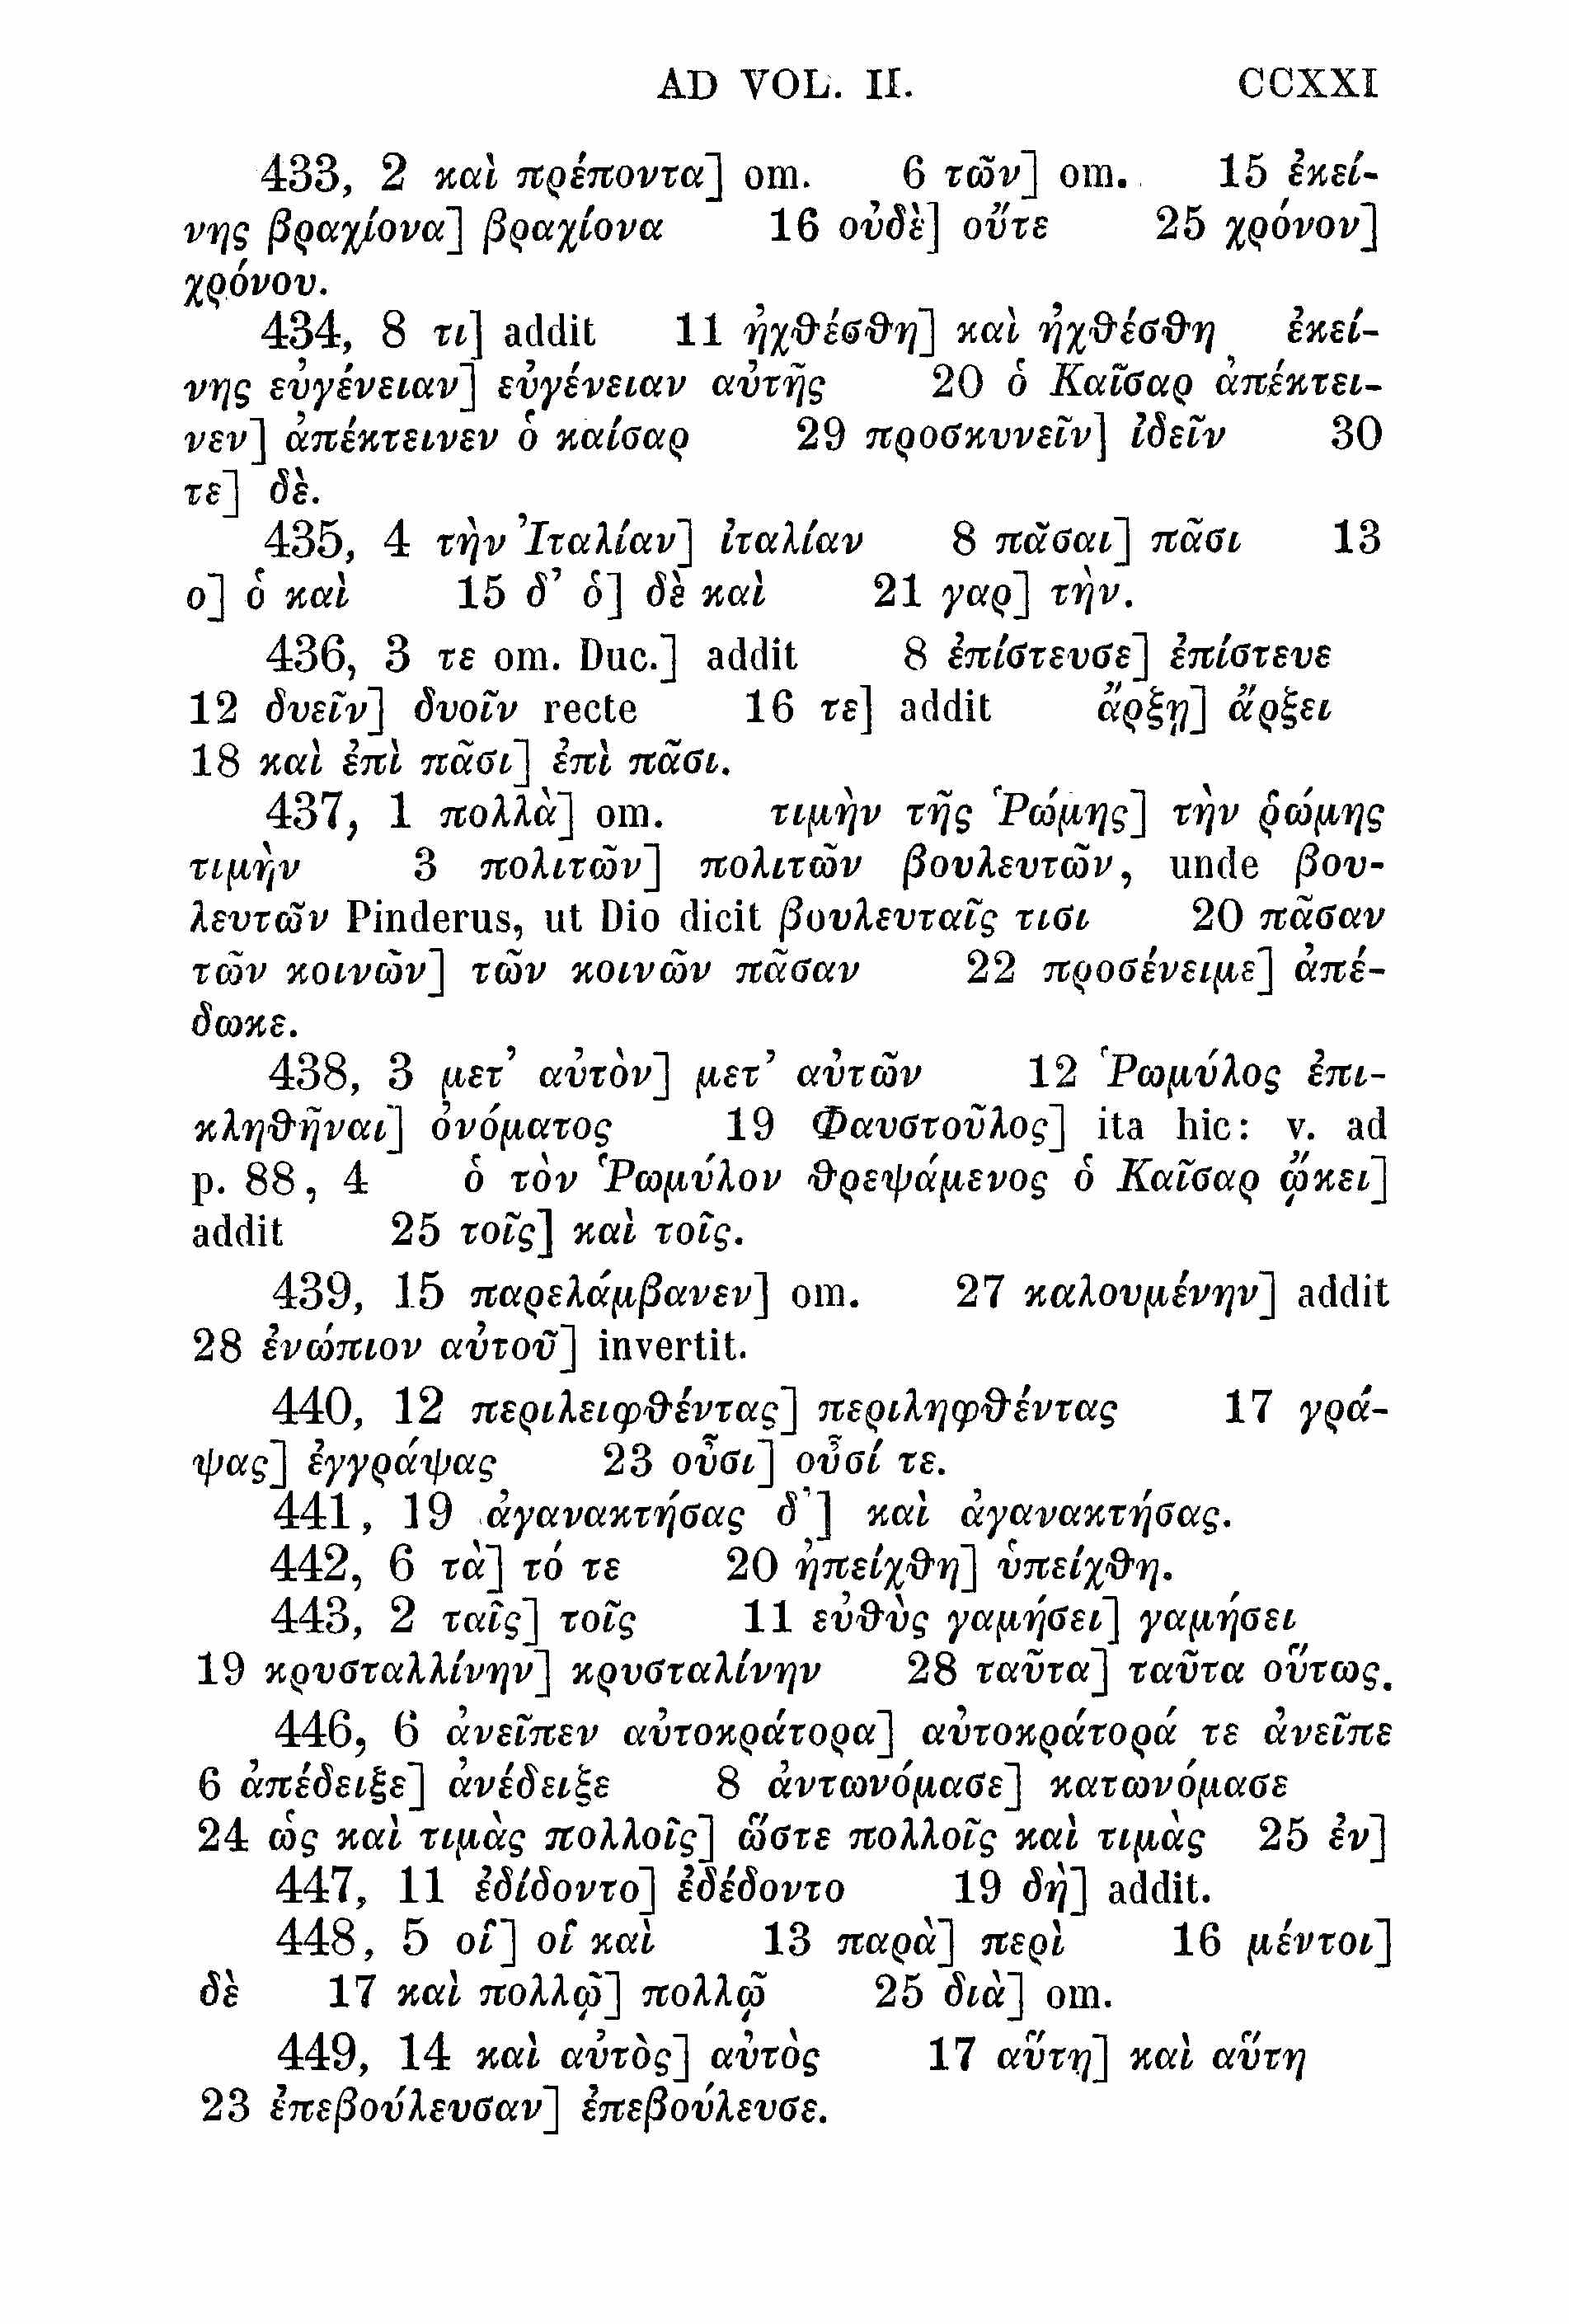 AD VOL. II. CCXXI
433, 2 καὶ πρέποντα] om. 6 τῶν] om. 15 ἐκεί-
νης βραχίονα] βραχίονα 16 οὐδὲ] οὔτε 25 χρόνον]
χρόνου.
434, 8 τι] addit 11 ἠχθέσθη] καὶ ἠχθέσθη ἐκεί-
νης εὐγένειαν] εὐγένειαν αὐτῆς 20 ὁ Καῖσαρ ἀπέκτει-
νεν] ἀπέκτεινεν ὁ καίσαρ 29 προσκυνεῖν] ἰδεῖν 30
τε] δὲ.
435, 4 τὴν Ἰταλίαν] ἰταλίαν 8 πᾶσαι] πᾶσι 13
ο] ὁ καὶ 15 δ’ ὁ] δὲ καὶ 21 γαρ] τὴν.
436, 3 τε om. Duc.] addit 8 ἐπίστευσε] ἐπίστευε
12 δυεῖν] δυοῖν recte 16 τε] addit ἄρξῃ] ἄρξει
18 καὶ ἐπὶ πᾶσι] ἐπὶ πᾶσι.
437, 1 πολλὰ] om. τιμὴν τῆς Ῥώμης] τὴν ῥώμης
τιμὴν 3 πολιτῶν] πολιτῶν βουλευτῶν, unde βου-
λευτῶν Pinderus, ut Dio dicit βουλευταῖς τισι 20 πᾶσαν
τῶν κοινῶν] τῶν κοινῶν πᾶσαν 22 προσένειμε] ἀπέ-
δωκε.
438, 3 μετ’ αὐτὸν] μετ’ αὐτῶν 12 Ῥωμύλος ἐπι-
κληθῆναι] ὀνόματος 19 Φαυστοῦλος] ita hic: v. ad
p. 88, 4 ὁ τὸν Ῥωμύλον θρεψάμενος ὁ Καῖσαρ ᾤκει]
addit 25 τοῖς] καὶ τοῖς.
439, 15 παρελάμβανεν] om. 27 καλουμένην] addit
28 ἐνώπιον αὐτοῦ] invertit.
440, 12 περιλειφθέντας] περιληφθέντας 17 γρά-
ψας] ἐγγράψας 23 οὖσι] οὖσί τε.
441, 19 ἀγανακτήσας δ’] καὶ ἀγανακτήσας.
442, 6 τὰ] τό τε 20 ἠπείχθη] ὑπείχθη.
443, 2 ταῖς] τοῖς 11 εὐθὺς γαμήσει] γαμήσει
19 κρυσταλλίνην] κρυσταλίνην 28 ταῦτα] ταῦτα οὕτως.
446, 6 ἀνεῖπεν αὐτοκράτορα] αὐτοκράτορά τε ἀνεῖπε
6 ἀπέδειξε] ἀνέδειξε 8 ἀντωνόμασε] κατωνόμασε
24 ὡς καὶ τιμὰς πολλοῖς] ὥστε πολλοῖς καὶ τιμὰς 25 ἐν]
447, 11 ἐδίδοντο] ἐδέδοντο 19 δὴ] addit.
448, 5 οἵ] οἵ καὶ 13 παρὰ] περὶ 16 μέντοι]
δὲ 17 καὶ πολλῷ] πολλῷ 25 διὰ] om.
449, 14 καὶ αὐτὸς] αὐτὸς 17 αὕτη] καὶ αὕτη
23 ἐπεβούλευσαν] ἐπεβούλευσε.